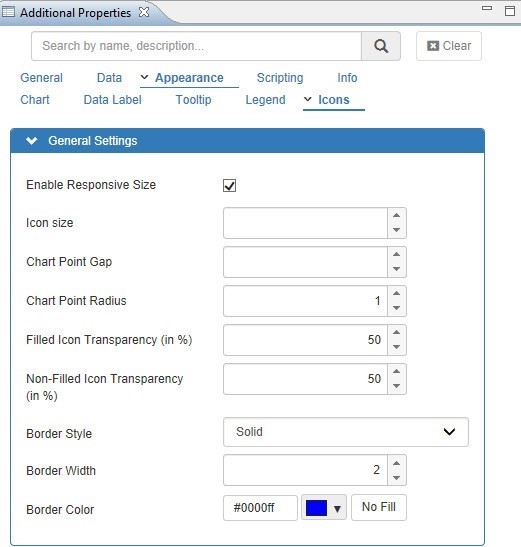 Additional Properties
Search by name, description...
Clear
General Data Appearance Scripting Info
Chart Data Label Tooltip Legend Icons
General Settings
Enable Responsive Size
Icon size
Chart Point Gap
Chart Point Radius 1
Filled Icon Transparency (in %) 50
Non-Filled Icon Transparency 50
(in %)
Border Style Solid
Border Width 2
Border Color #0000ff No Fill